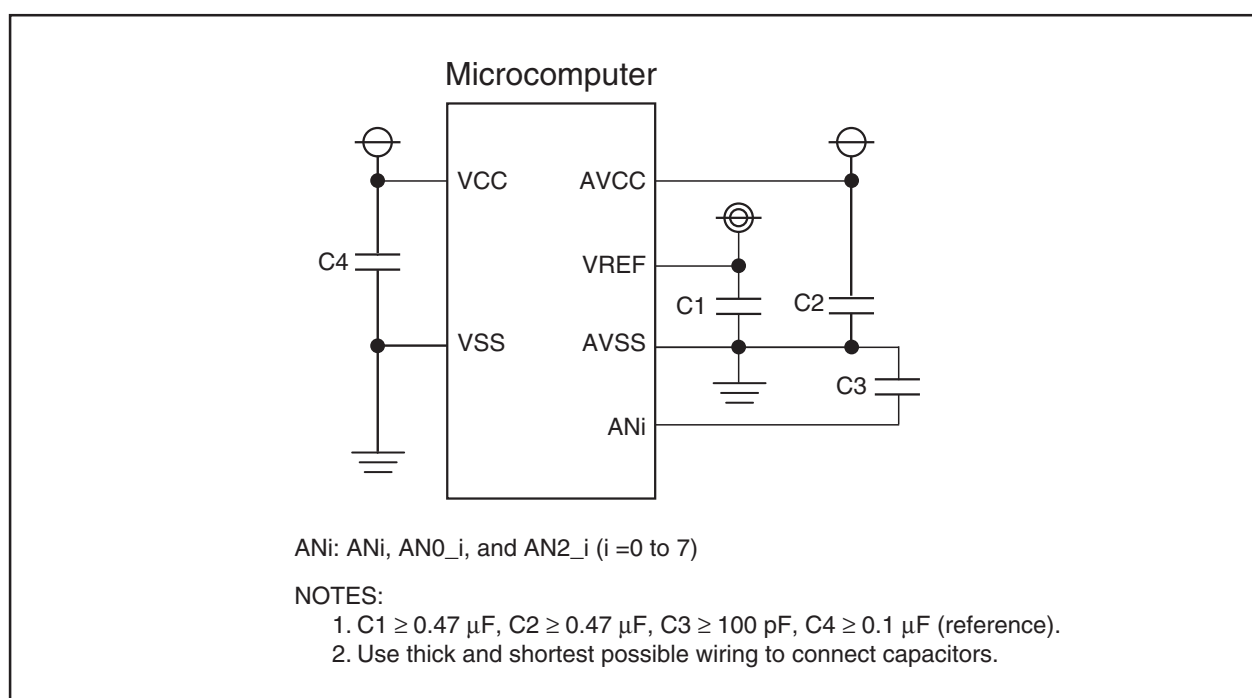 Microcomputer
VCC
AVCC
VREF
C4
C1
C2
VSS
AVSS
C3
ANi
ANi: ANi, AN0_i, and AN2_i (i =0 to 7)
NOTES:
1. C1 ≥ 0.47 μF, C2 ≥ 0.47 μF, C3 ≥ 100 pF, C4 ≥ 0.1 μF (reference).
2. Use thick and shortest possible wiring to connect capacitors.